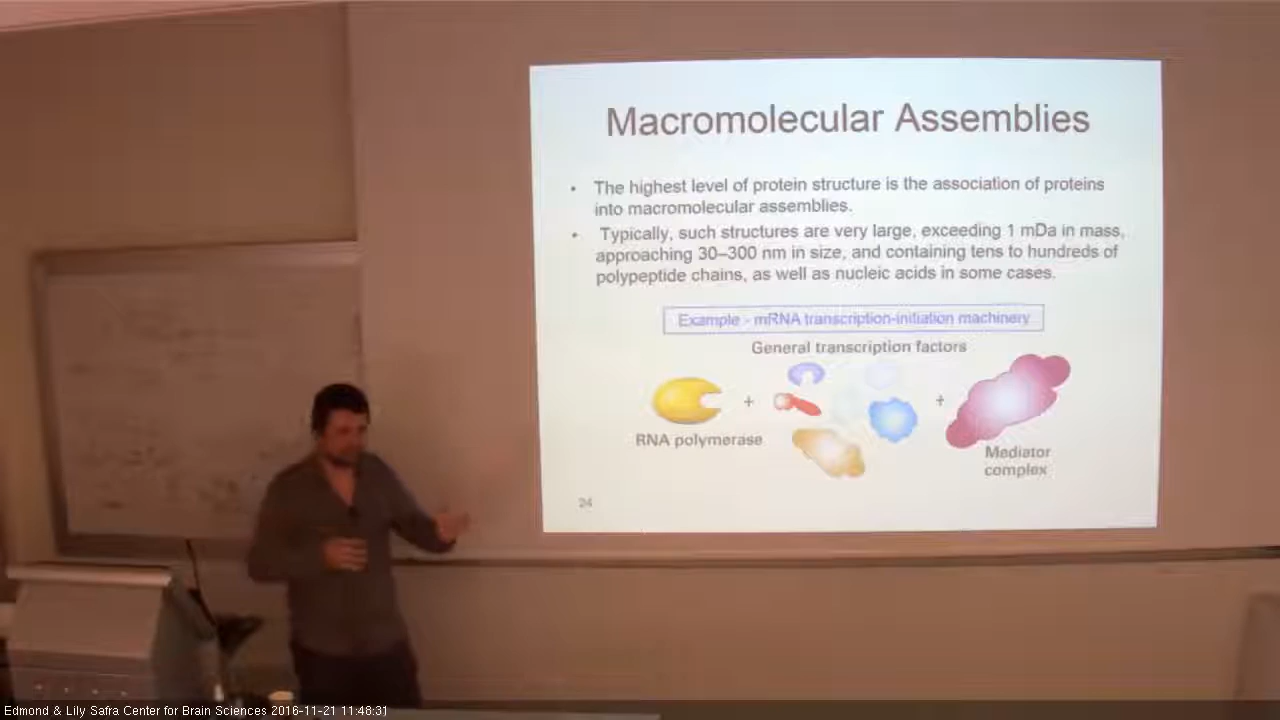 Macromolecular Assemblies
• The highest level of protein structure is the association of proteins
into macromolecular assemblies.
• Typically, such structures are very large, exceeding 1 mDa in mass,
approaching 30–300 nm in size, and containing tens to hundreds of
polypeptide chains, as well as nucleic acids in some cases.
Example - mRNA transcription-initiation machinery
General transcription factors
+
+
RNA polymerase
Mediator
complex
24
Edmond & Lily Safra Center for Brain Sciences 2016-11-21 11:48:31